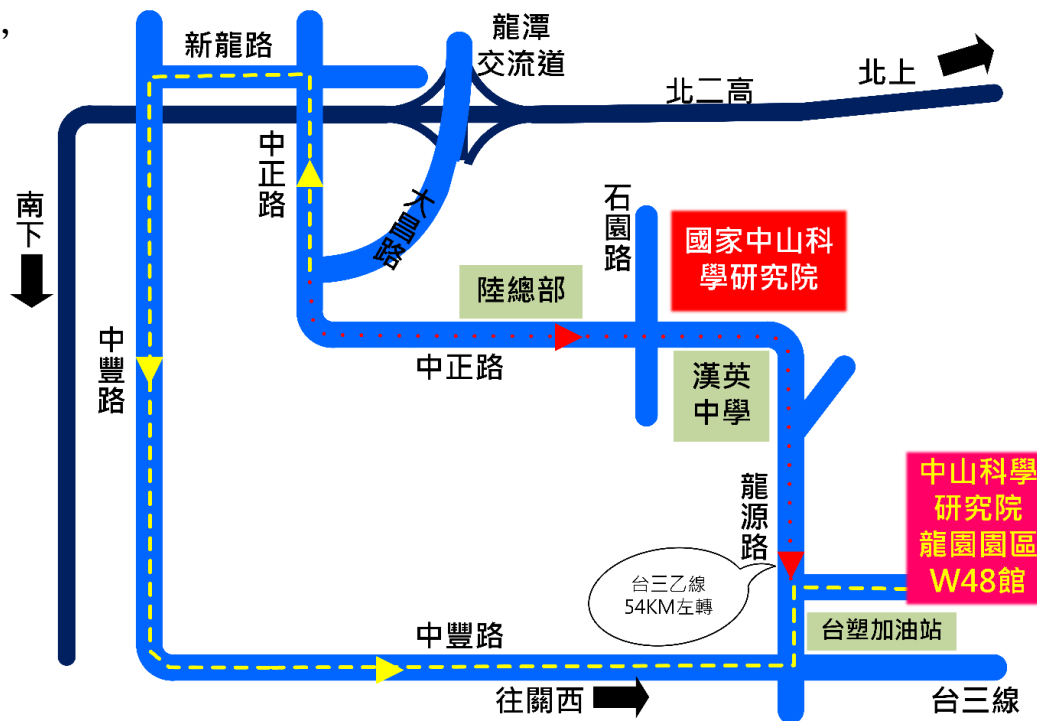 ，
新龍路
龍潭
交流道
北上
北二高
中正路
南下
大昌路
石園路
國家中山科
學研究院
陸總部
中豐路
中正路
漢英
中學
中山科學
研究院
龍園園區
W48館
龍源路
台三乙線
54KM左轉
台塑加油站
中豐路
往關西
台三線